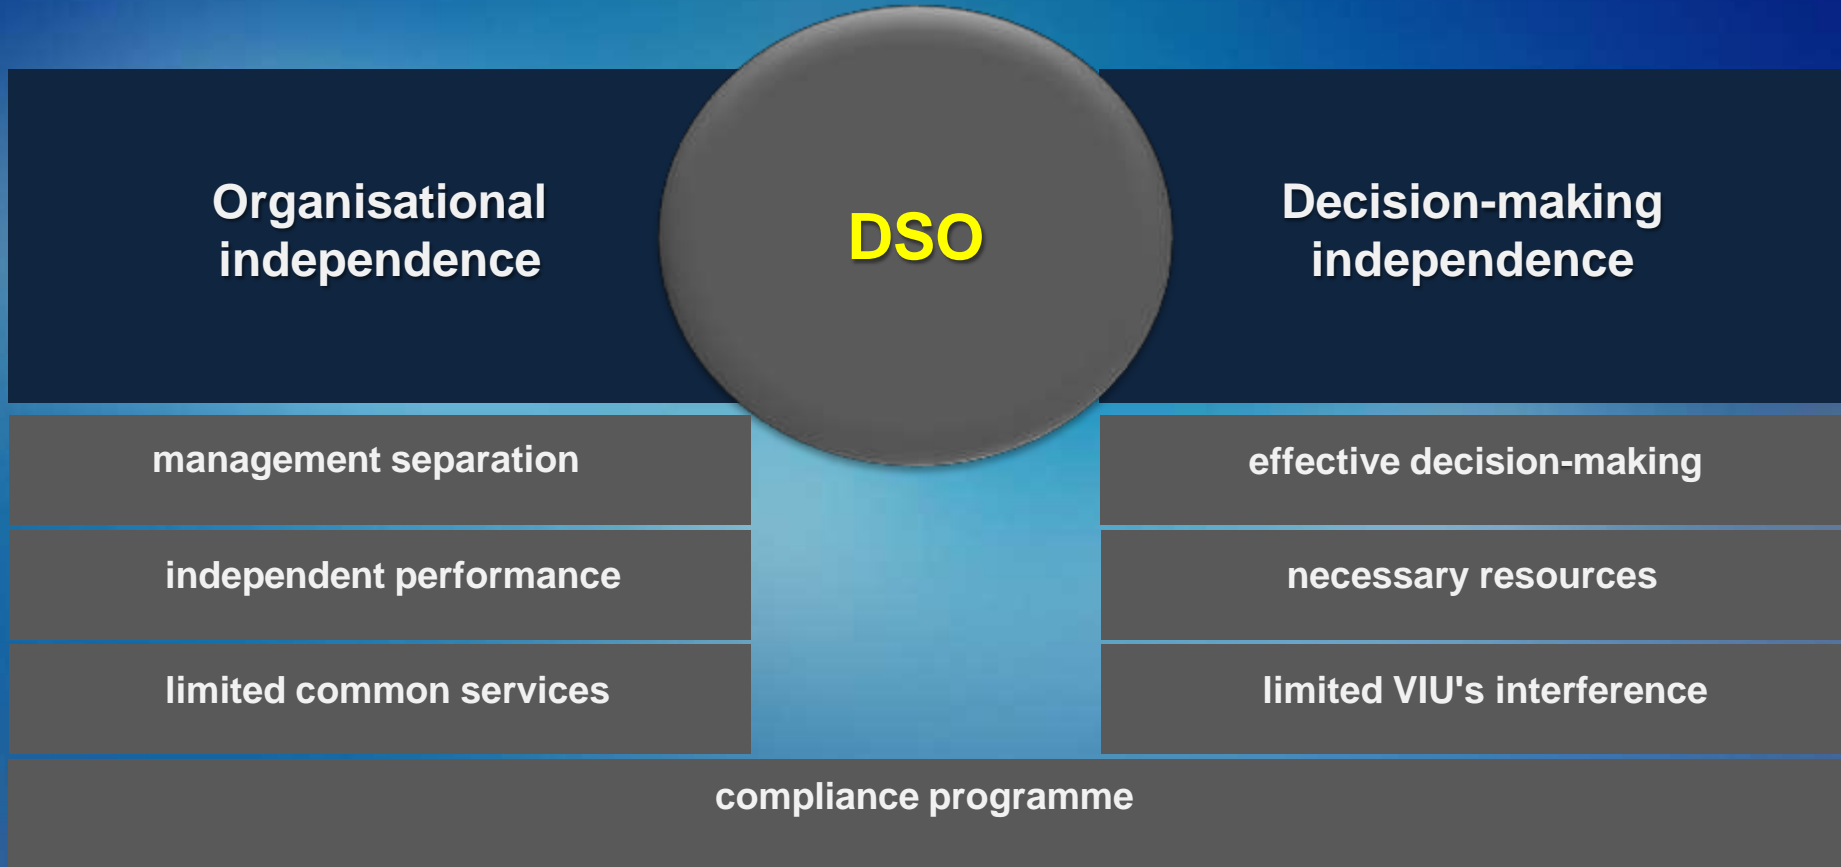 Organisational
independence
DSO
Decision-making
independence
management separation
effective decision-making
independent performance
necessary resources
limited common services
limited VIU's interference
compliance programme